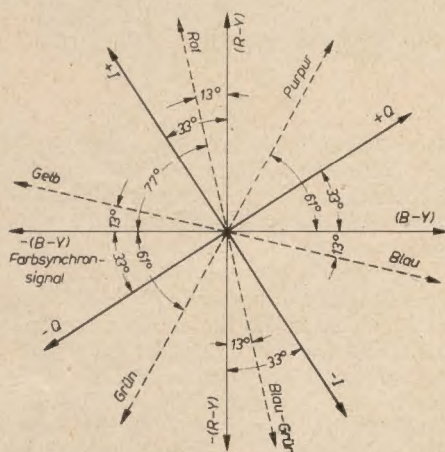 +I
Rot
(R-Y)
Purpur
13°
33°
+Q
77°
Gelb
13°
61°
33°
-(B-Y)
(B-Y)
Farbsynchron-
signal
33°
61°
13°
Blau
-Q
Grün
13°
33°
-(R-Y)
Blau-
Grün
-I